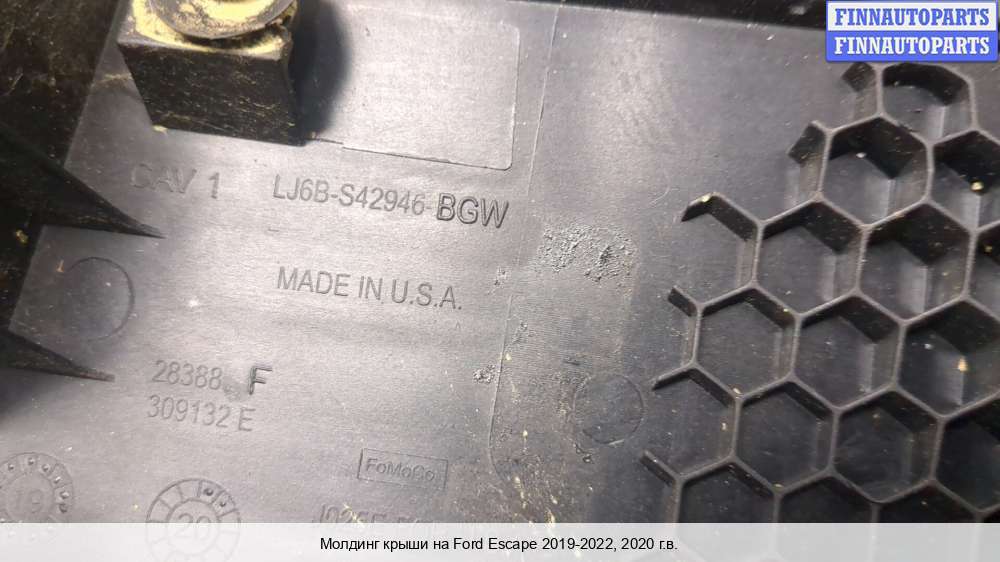 FINNAUTOPARTS
FINNAUTOPARTS
CAV 1 LJ6B-S42946-BGW
MADE IN U.S.A.
28388 F
309132 E
FoMoCo
19
20
Молдинг крыши на Ford Escape 2019-2022, 2020 г.в.